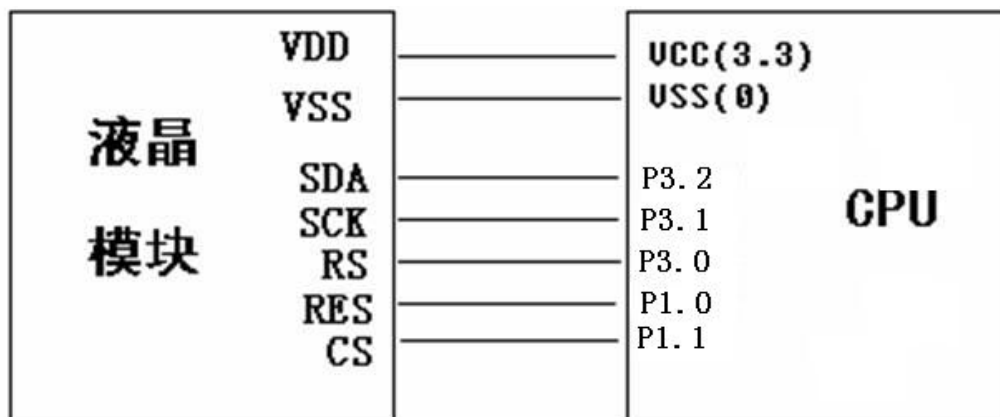 液晶
模块
VDD
VSS
SDA
SCK
RS
RES
CS
VCC(3.3)
VSS(0)
P3.2
P3.1
P3.0
P1.0
P1.1
CPU